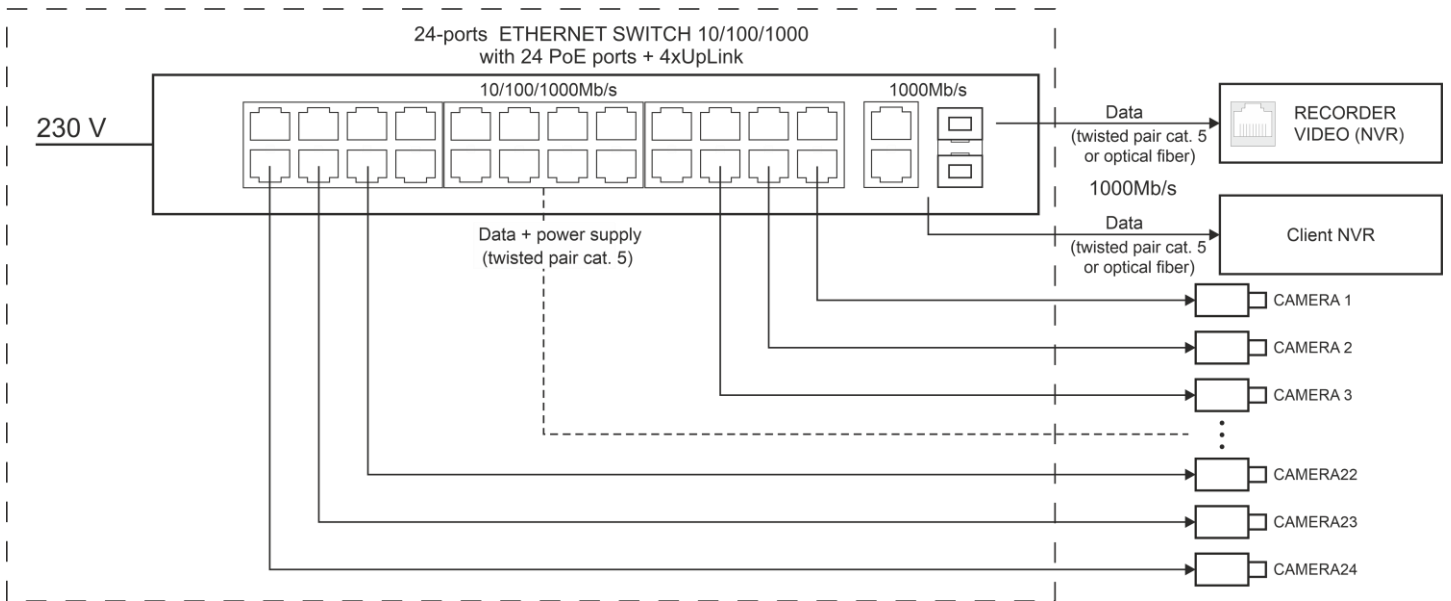 24-ports ETHERNET SWITCH 10/100/1000
with 24 PoE ports + 4xUpLink
10/100/1000Mb/s
1000Mb/s
230 V
Data
(twisted pair cat. 5
or optical fiber)
RECORDER
VIDEO (NVR)
1000Mb/s
Data
(twisted pair cat. 5
or optical fiber)
Client NVR
Data + power supply
(twisted pair cat. 5)
CAMERA 1
CAMERA 2
CAMERA 3
CAMERA22
CAMERA23
CAMERA24